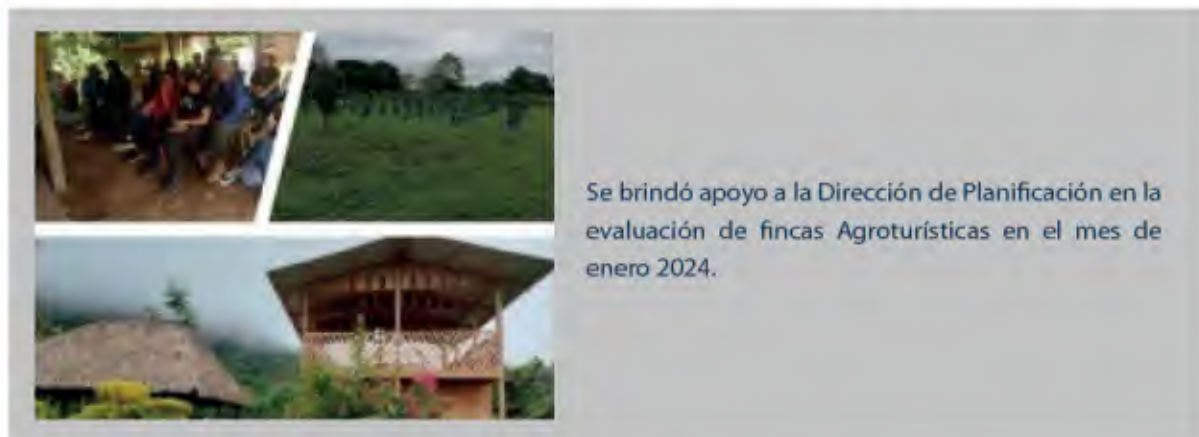 Se brindó apoyo a la Dirección de Planificación en la
evaluación de fincas Agroturísticas en el mes de
enero 2024.